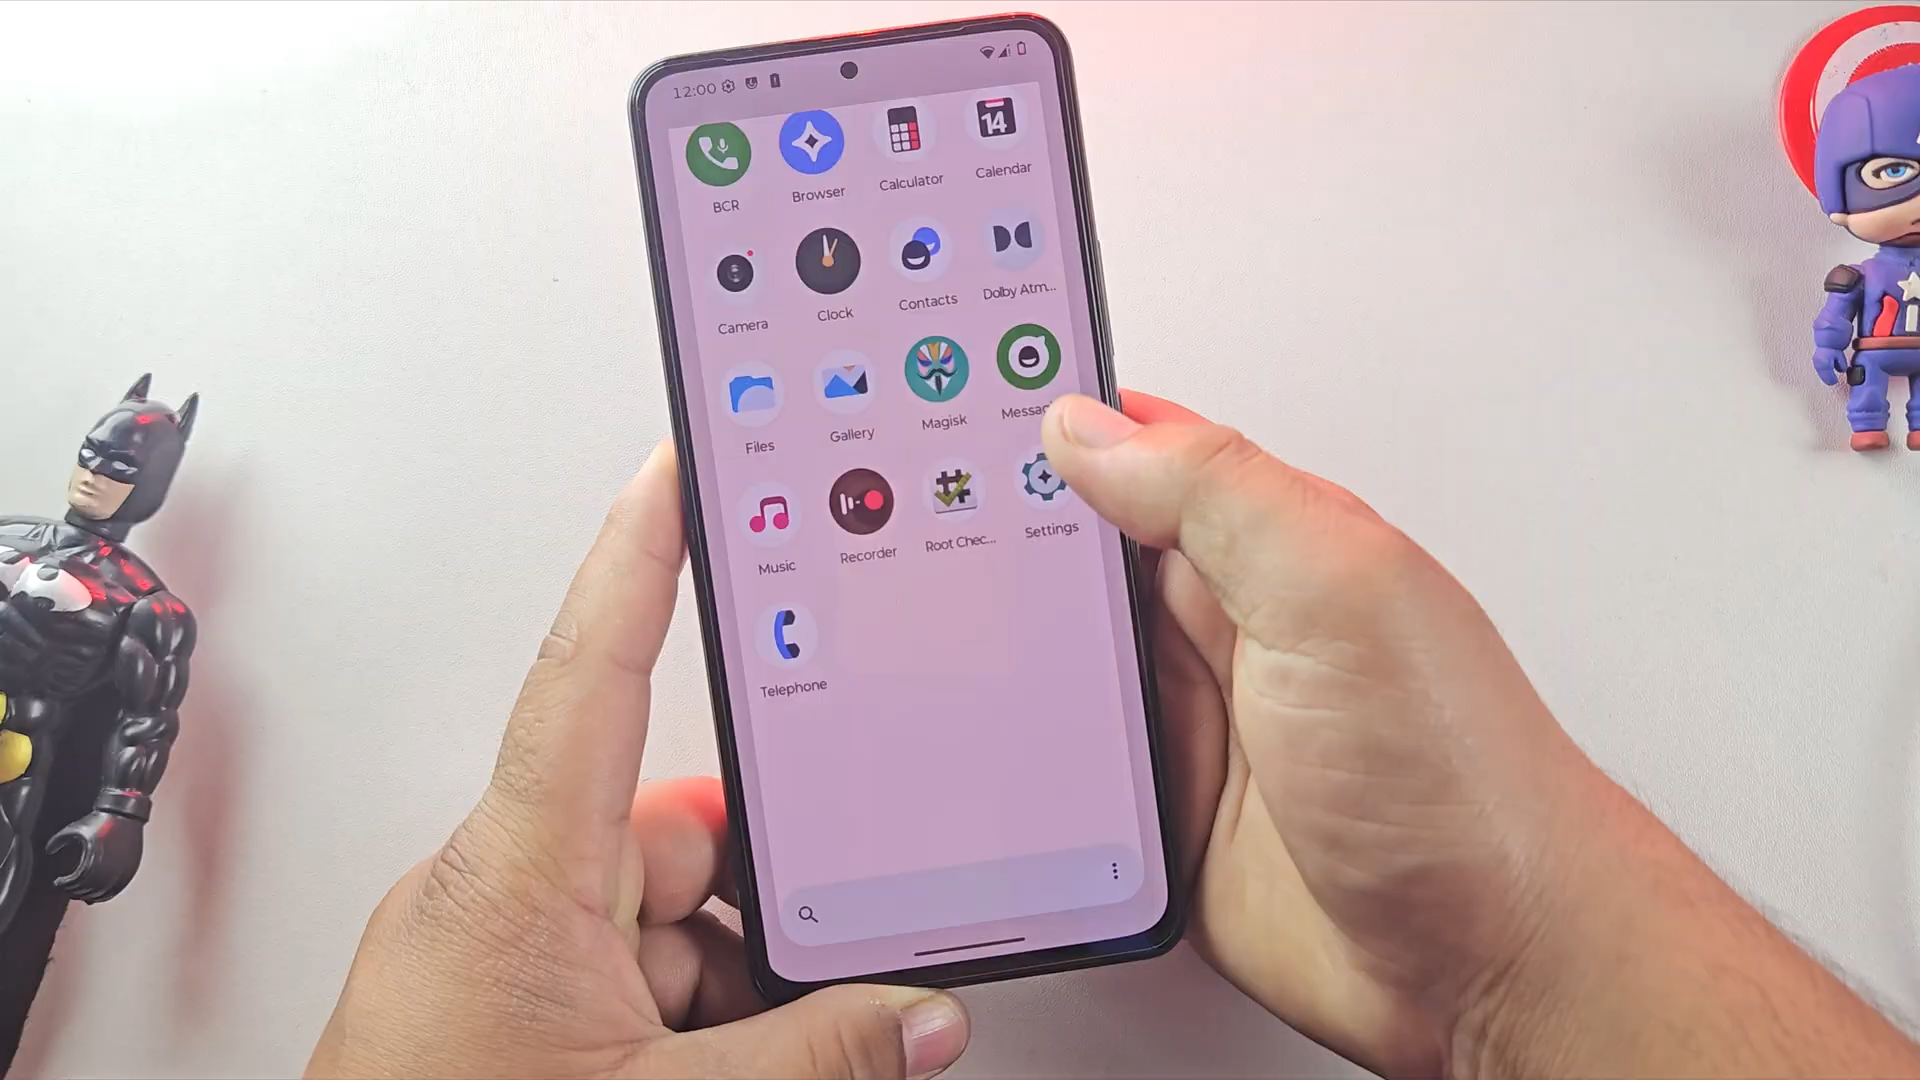 12:00
BCR
Browser
Calculator
14
Calendar
Camera
Clock
Contacts
Dolby Atm...
Files
Gallery
Magisk
Messag
Music
Recorder
Root Chec...
Settings
Telephone